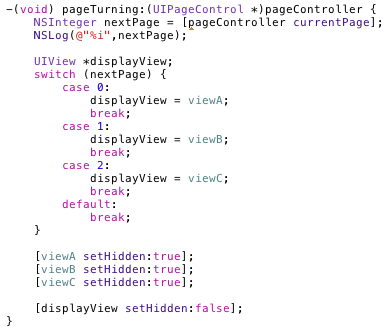 -(void) pageTurning:(UIPageControl *)pageController {
    NSInteger nextPage = [pageController currentPage];
    NSLog(@"%i",nextPage);

    UIView *displayView;
    switch (nextPage) {
        case 0:
            displayView = viewA;
            break;
        case 1:
            displayView = viewB;
            break;
        case 2:
            displayView = viewC;
            break;
        default:
            break;
    }

    [viewA setHidden:true];
    [viewB setHidden:true];
    [viewC setHidden:true];

    [displayView setHidden:false];
}